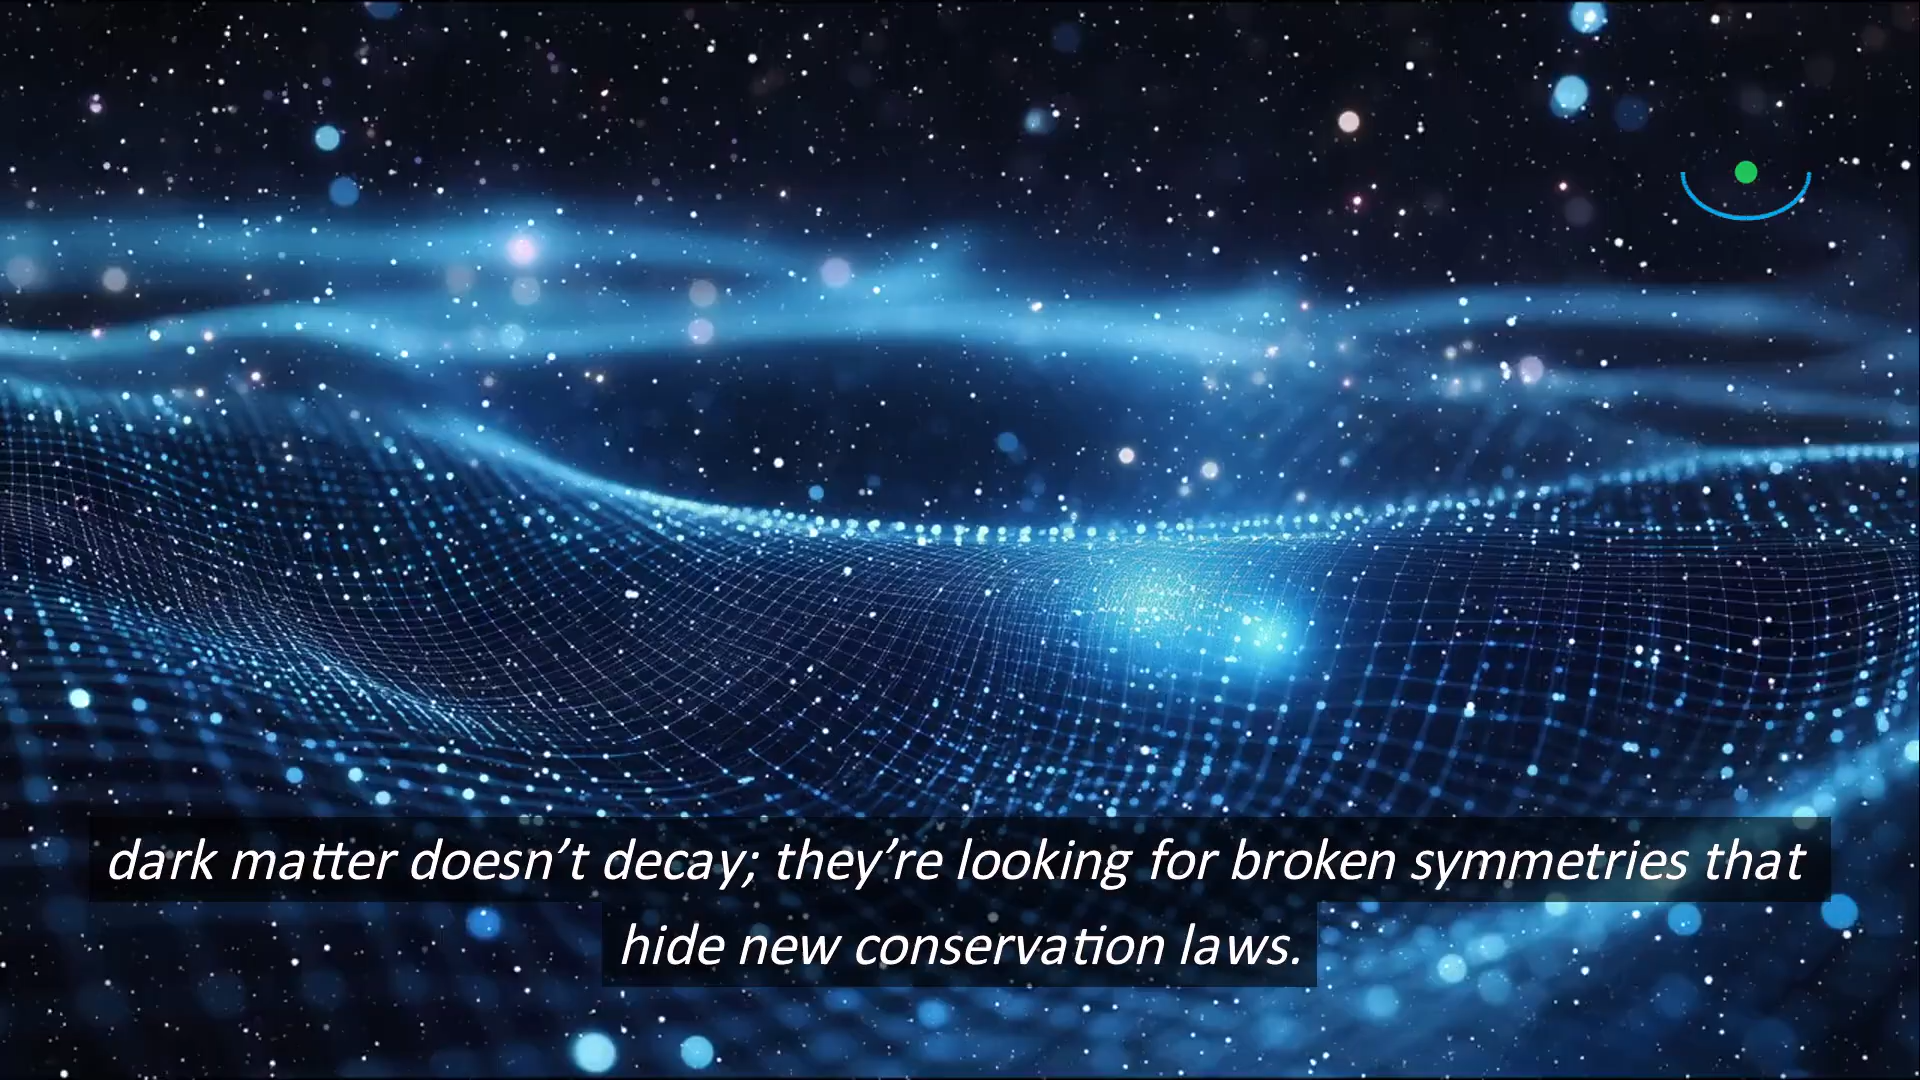 dark matter doesn’t decay; they’re looking for broken symmetries that
hide new conservation laws.